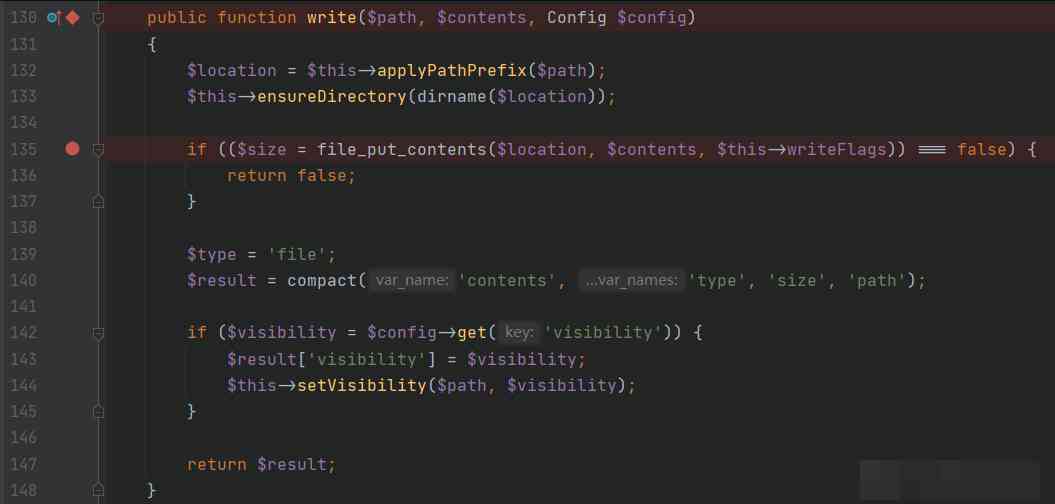 130 public function write($path, $contents, Config $config)
131 {
132 $location = $this->applyPathPrefix($path);
133 $this->ensureDirectory(dirname($location));
134
135 if (($size = file_put_contents($location, $contents, $this->writeFlags)) === false) {
136 return false;
137 }
138
139 $type = 'file';
140 $result = compact( var_name: 'contents', ...var_names: 'type', 'size', 'path');
141
142 if ($visibility = $config->get( key: 'visibility')) {
143 $result['visibility'] = $visibility;
144 $this->setVisibility($path, $visibility);
145 }
146
147 return $result;
148 }